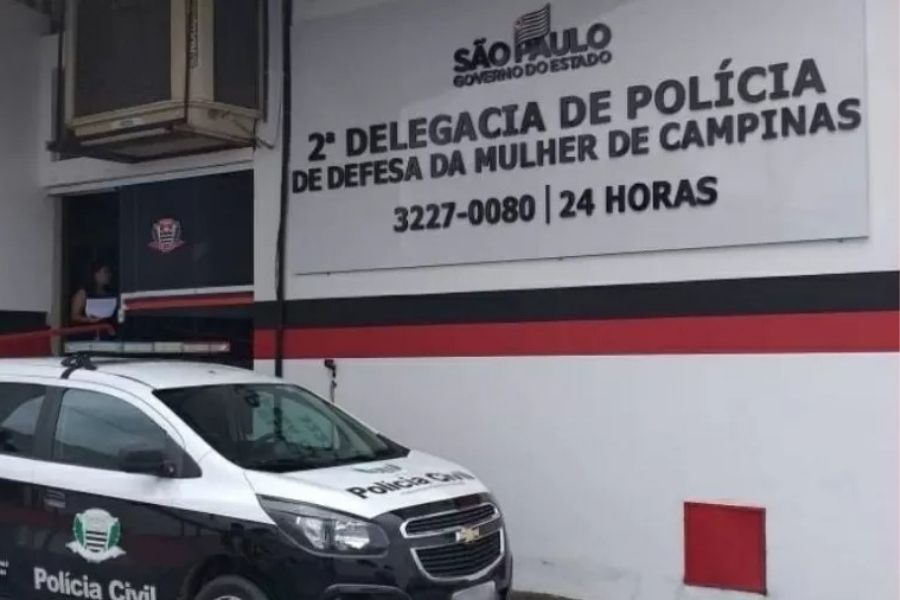 SÃO PAULO
GOVERNO DO ESTADO
2ª DELEGACIA DE POLÍCIA
DE DEFESA DA MULHER DE CAMPINAS
3227-0080 | 24 HORAS
Polícia Civil
Polícia Civil